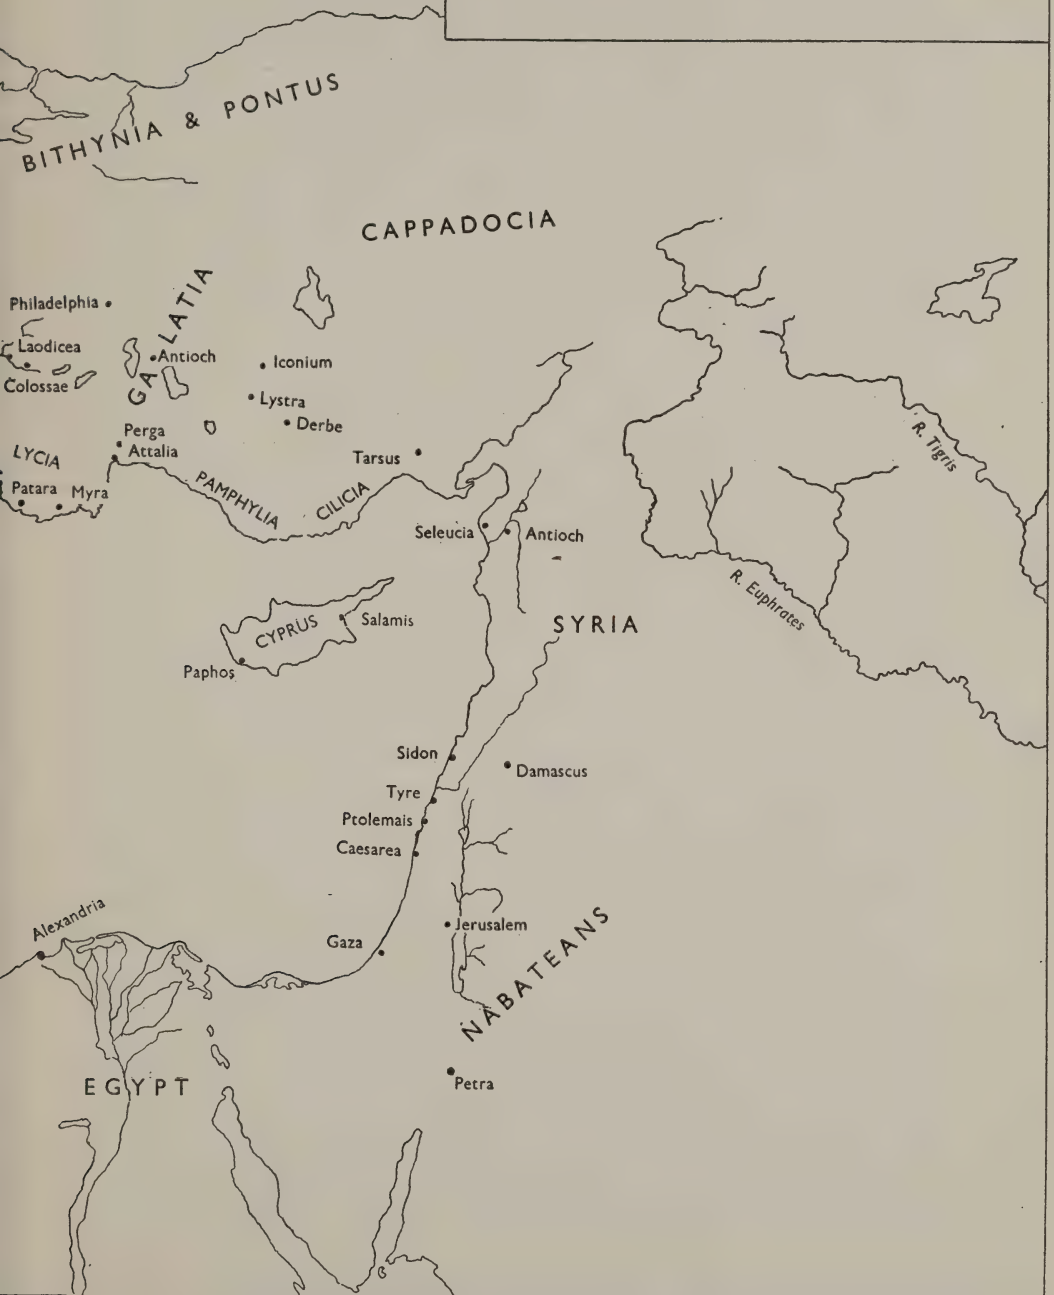 BITHYNIA & PONTUS
CAPPADOCIA
GALATIA
Philadelphia
Laodicea
Colossae
Antioch
Iconium
Lystra
Derbe
Perga
Attalia
LYCIA
Patara
Myra
PAMPHYLIA
CILICIA
Tarsus
Seleucia
Antioch
R. Tigris
R. Euphrates
CYPRUS
Salamis
Paphos
SYRIA
Sidon
Damascus
Tyre
Ptolemais
Caesarea
Alexandria
Gaza
Jerusalem
NABATEANS
Petra
EGYPT